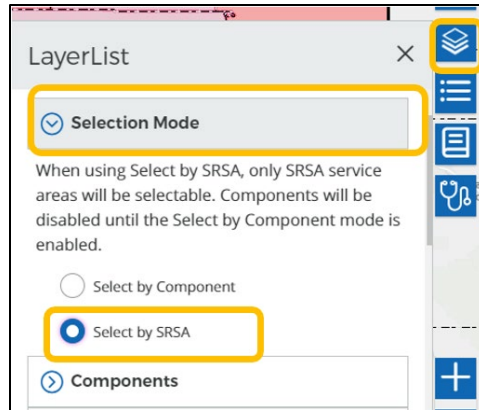 LayerList
Selection Mode
When using Select by SRSA, only SRSA service
areas will be selectable. Components will be
disabled until the Select by Component mode is
enabled.
Select by Component
Select by SRSA
Components